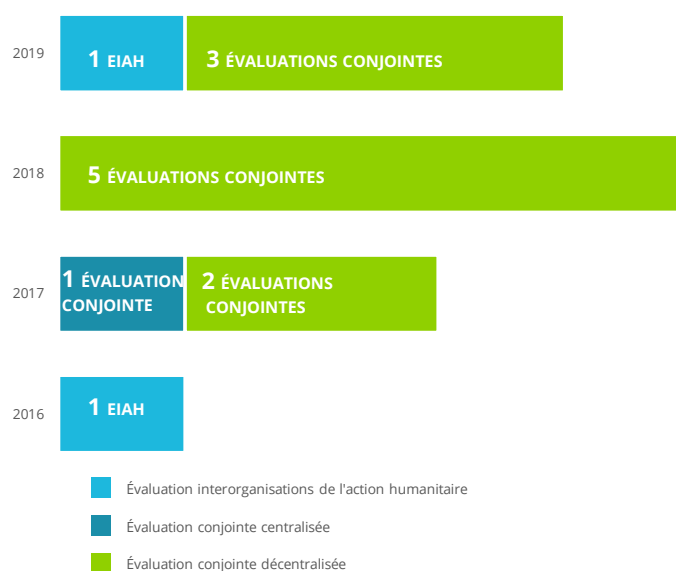 2019
1 EIAH
3 ÉVALUATIONS CONJOINTES
2018
5 ÉVALUATIONS CONJOINTES
2017
1 ÉVALUATION
CONJOINTE
2 ÉVALUATIONS
CONJOINTES
2016
1 EIAH
Évaluation interorganisations de l'action humanitaire
Évaluation conjointe centralisée
Évaluation conjointe décentralisée